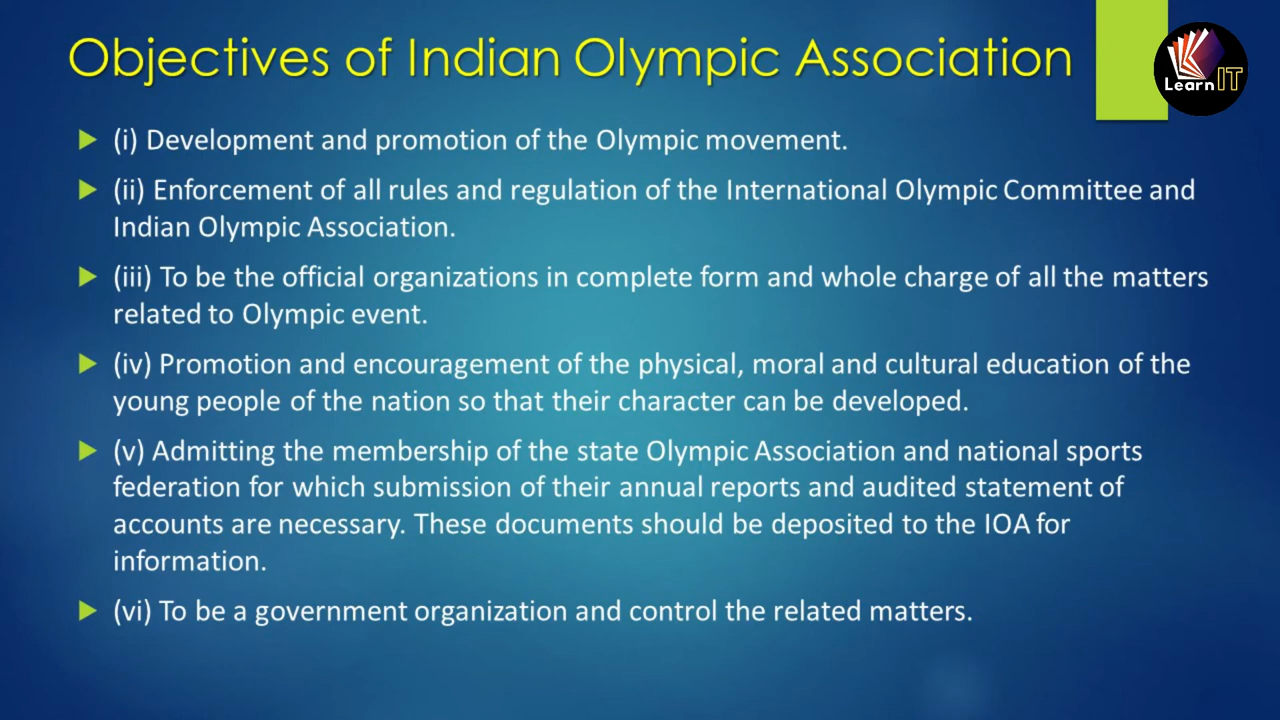 Objectives of Indian Olympic Association
Learn IT
(i) Development and promotion of the Olympic movement.
(ii) Enforcement of all rules and regulation of the International Olympic Committee and
Indian Olympic Association.
(iii) To be the official organizations in complete form and whole charge of all the matters
related to Olympic event.
(iv) Promotion and encouragement of the physical, moral and cultural education of the
young people of the nation so that their character can be developed.
(v) Admitting the membership of the state Olympic Association and national sports
federation for which submission of their annual reports and audited statement of
accounts are necessary. These documents should be deposited to the IOA for
information.
(vi) To be a government organization and control the related matters.